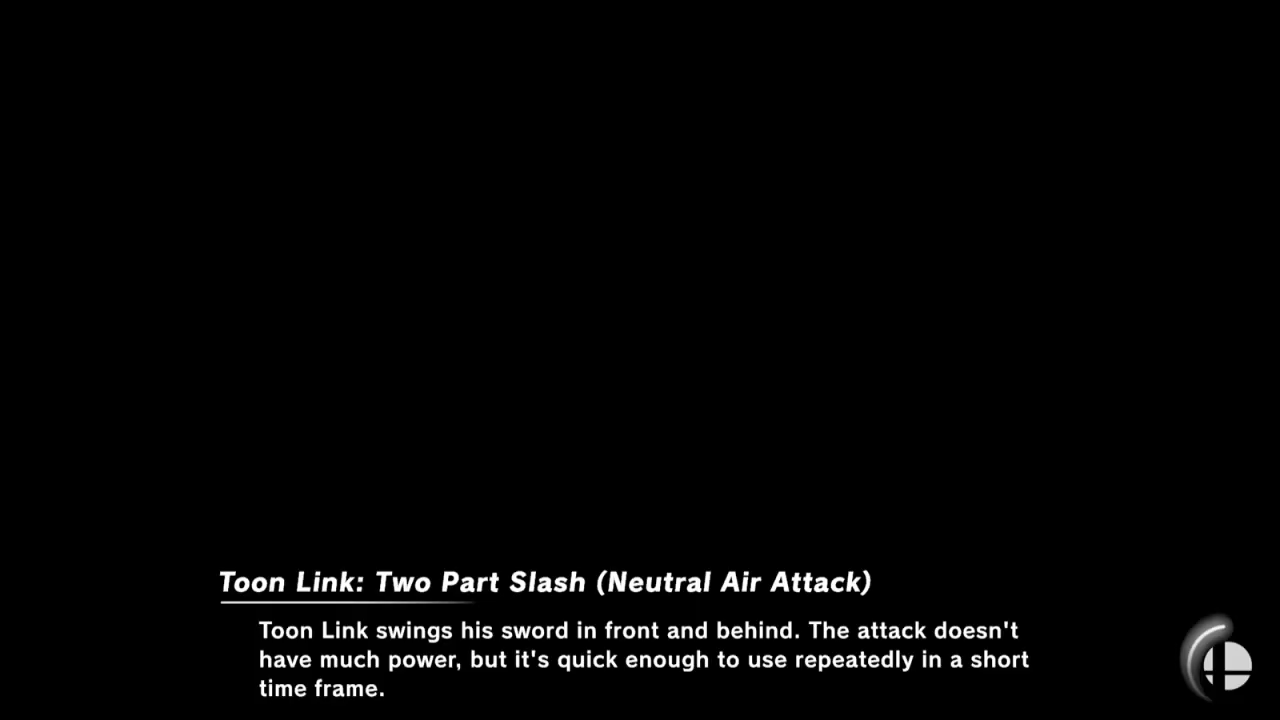 Toon Link: Two Part Slash (Neutral Air Attack)
Toon Link swings his sword in front and behind. The attack doesn't
have much power, but it's quick enough to use repeatedly in a short
time frame.